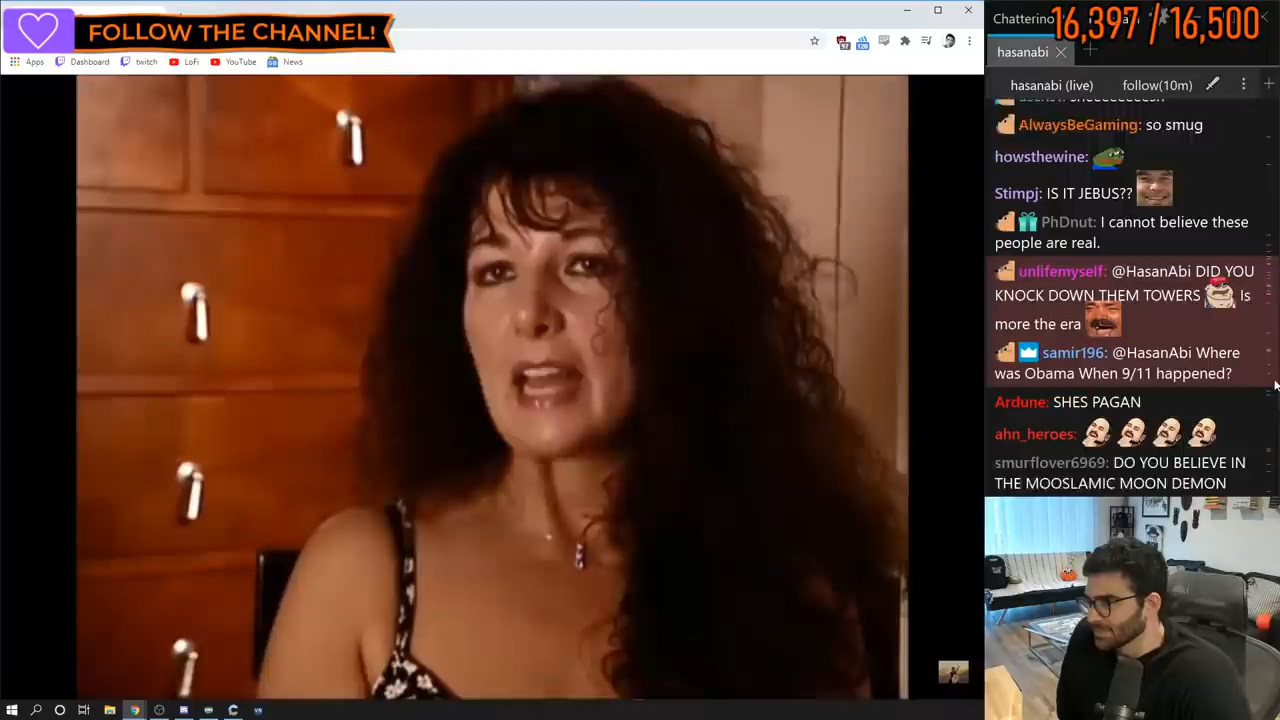 FOLLOW THE CHANNEL!
97
120
Apps
Dashboard
twitch
LoFi
YouTube
News
Chatterino
16,397 / 16,500
hasanabi
hasanabi (live)
follow(10m)
AlwaysBeGaming: so smug
howsthewine:
Stimpj: IS IT JEBUS??
PhDnut: I cannot believe these
people are real.
unlifemyself: @HasanAbi DID YOU
KNOCK DOWN THEM TOWERS Is
more the era
samir196: @HasanAbi Where
was Obama When 9/11 happened?
Ardune: SHES PAGAN
ahn_heroes:
smurflover6969: DO YOU BELIEVE IN
THE MOOSLAMIC MOON DEMON